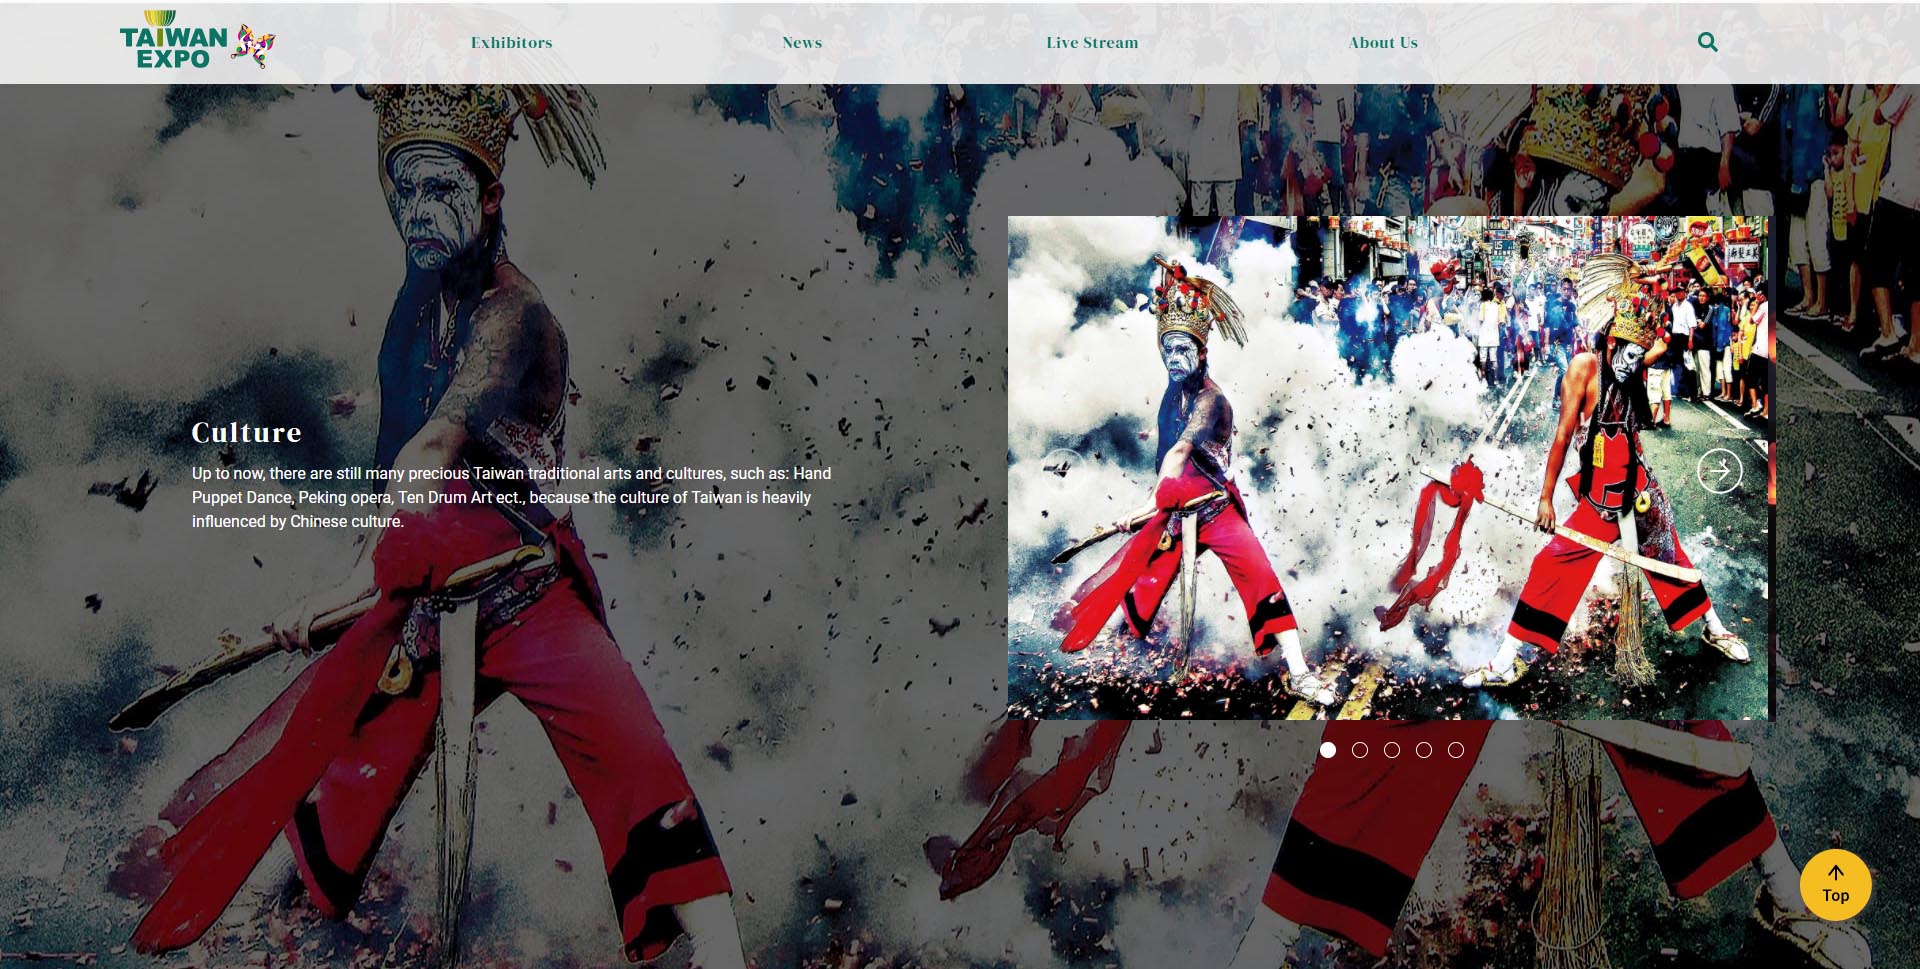 TAIWAN
EXPO
Exhibitors
News
Live Stream
About Us
Culture
Up to now, there are still many precious Taiwan traditional arts and cultures, such as: Hand
Puppet Dance, Peking opera, Ten Drum Art ect., because the culture of Taiwan is heavily
influenced by Chinese culture.
Top